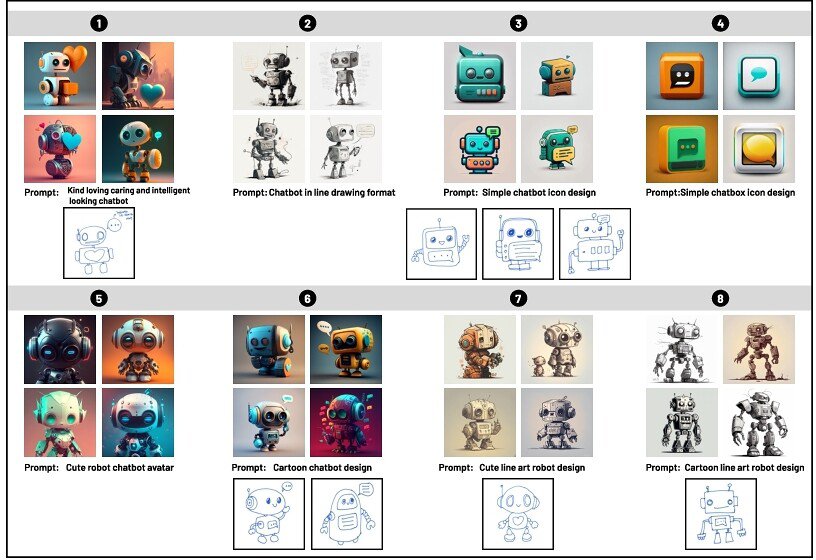 1
2
3
4
Prompt: Kind loving caring and intelligent
looking chatbot
Prompt: Chatbot in line drawing format
Prompt: Simple chatbot icon design
Prompt:Simple chatbox icon design
5
6
7
8
Prompt: Cute robot chatbot avatar
Prompt: Cartoon chatbot design
Prompt: Cute line art robot design
Prompt: Cartoon line art robot design